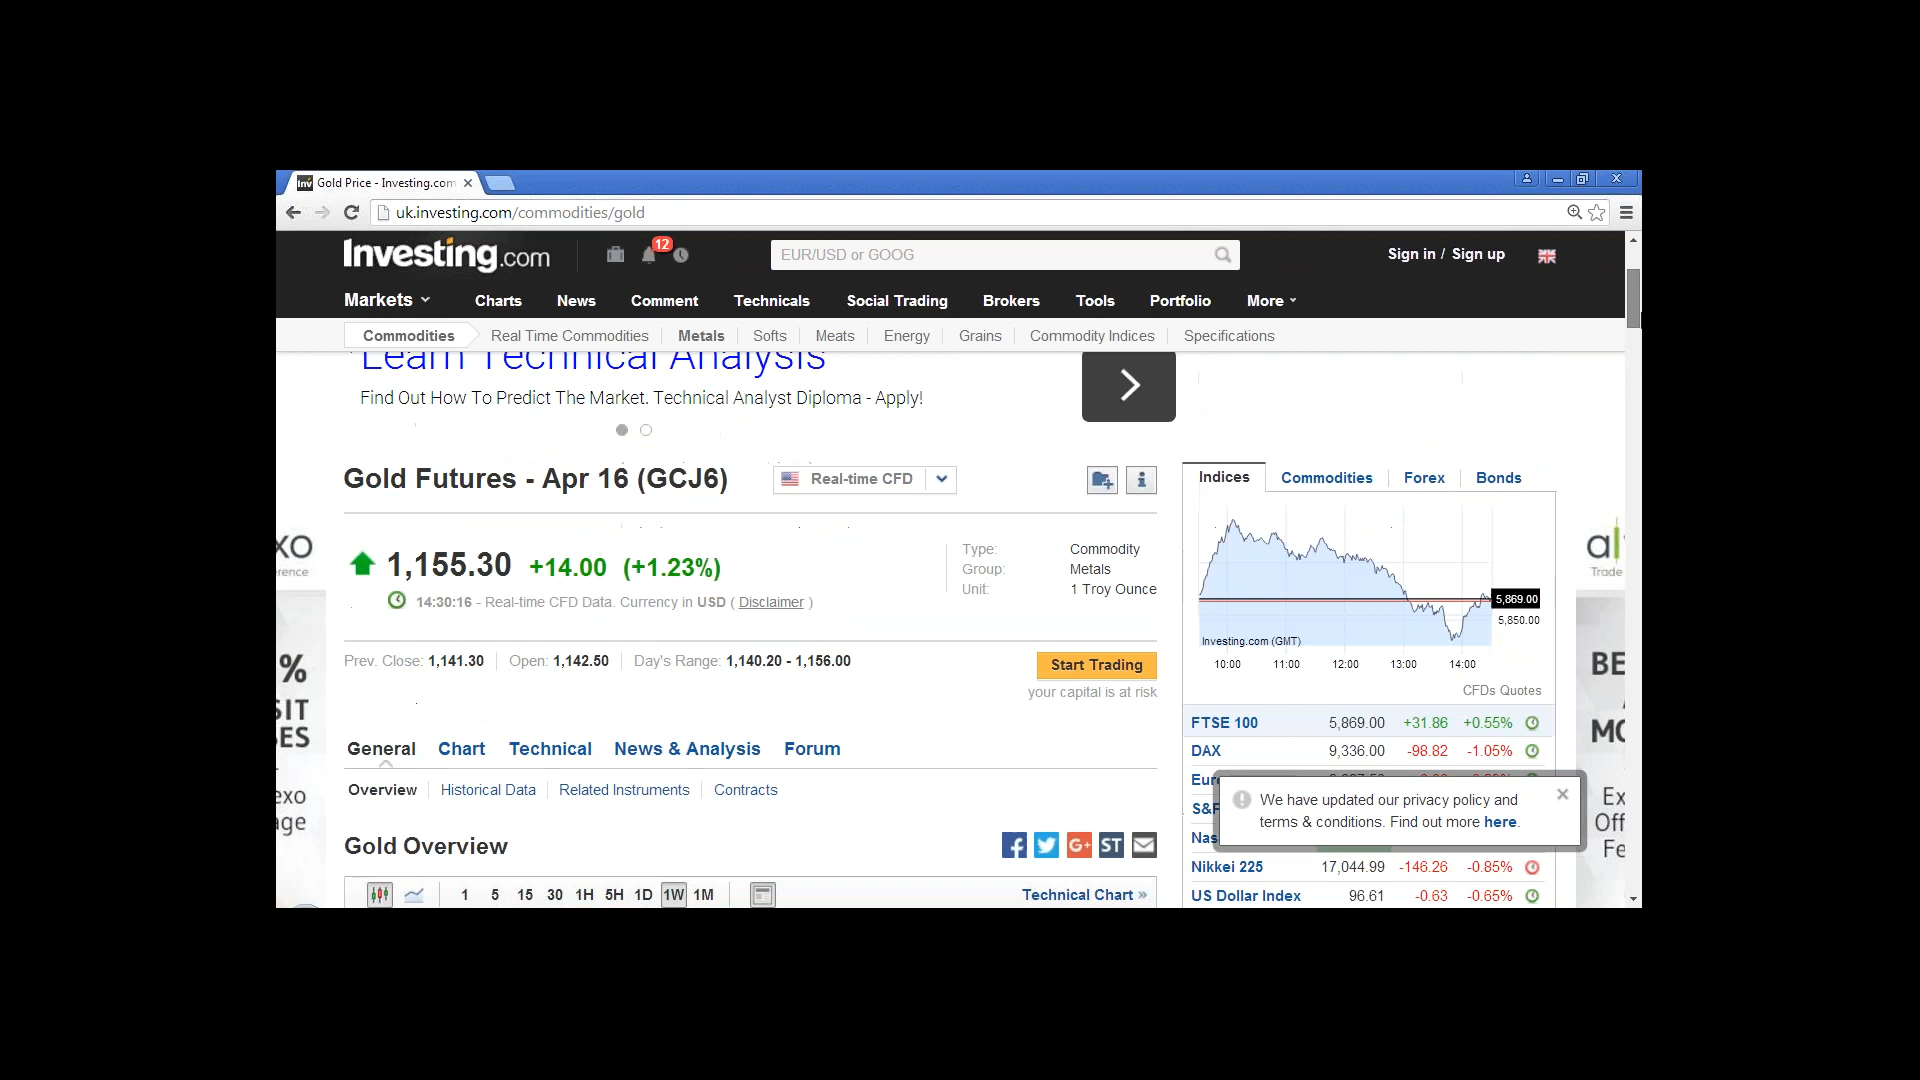 Gold Price - Investing.com
uk.investing.com/commodities/gold
Investing.com
12
EUR/USD or GOOG
Sign in / Sign up
Markets Charts News Comment Technicals Social Trading Brokers Tools Portfolio More
Commodities Real Time Commodities Metals Softs Meats Energy Grains Commodity Indices Specifications
Learn Technical Analysis
Find Out How To Predict The Market. Technical Analyst Diploma - Apply!
Gold Futures - Apr 16 (GCJ6)
Real-time CFD
1,155.30 +14.00 (+1.23%)
14:30:16 - Real-time CFD Data. Currency in USD ( Disclaimer )
Type: Commodity
Group: Metals
Unit: 1 Troy Ounce
Prev. Close: 1,141.30 Open: 1,142.50 Day's Range: 1,140.20 - 1,156.00
Start Trading
your capital is at risk
General Chart Technical News & Analysis Forum
Overview Historical Data Related Instruments Contracts
Gold Overview
ST
1 5 15 30 1H 5H 1D 1W 1M
Technical Chart »
Indices Commodities Forex Bonds
5,869.00
5,850.00
Investing.com (GMT)
10:00 11:00 12:00 13:00 14:00
CFDs Quotes
FTSE 100 5,869.00 +31.86 +0.55%
DAX 9,336.00 -98.82 -1.05%
We have updated our privacy policy and
terms & conditions. Find out more here.
Nikkei 225 17,044.99 -146.26 -0.85%
US Dollar Index 96.61 -0.63 -0.65%
Trade